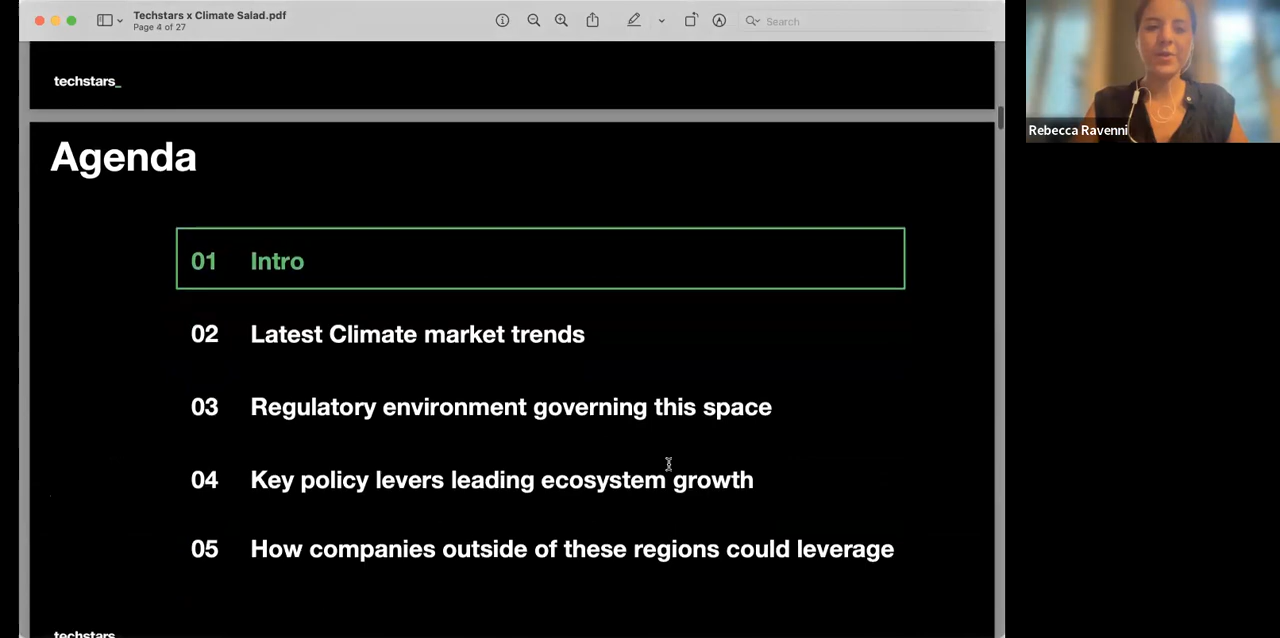 Techstars x Climate Salad.pdf
Page 4 of 27
Search
techstars_
Agenda
01 Intro
02 Latest Climate market trends
03 Regulatory environment governing this space
04 Key policy levers leading ecosystem growth
05 How companies outside of these regions could leverage
techstars
Rebecca Ravenni